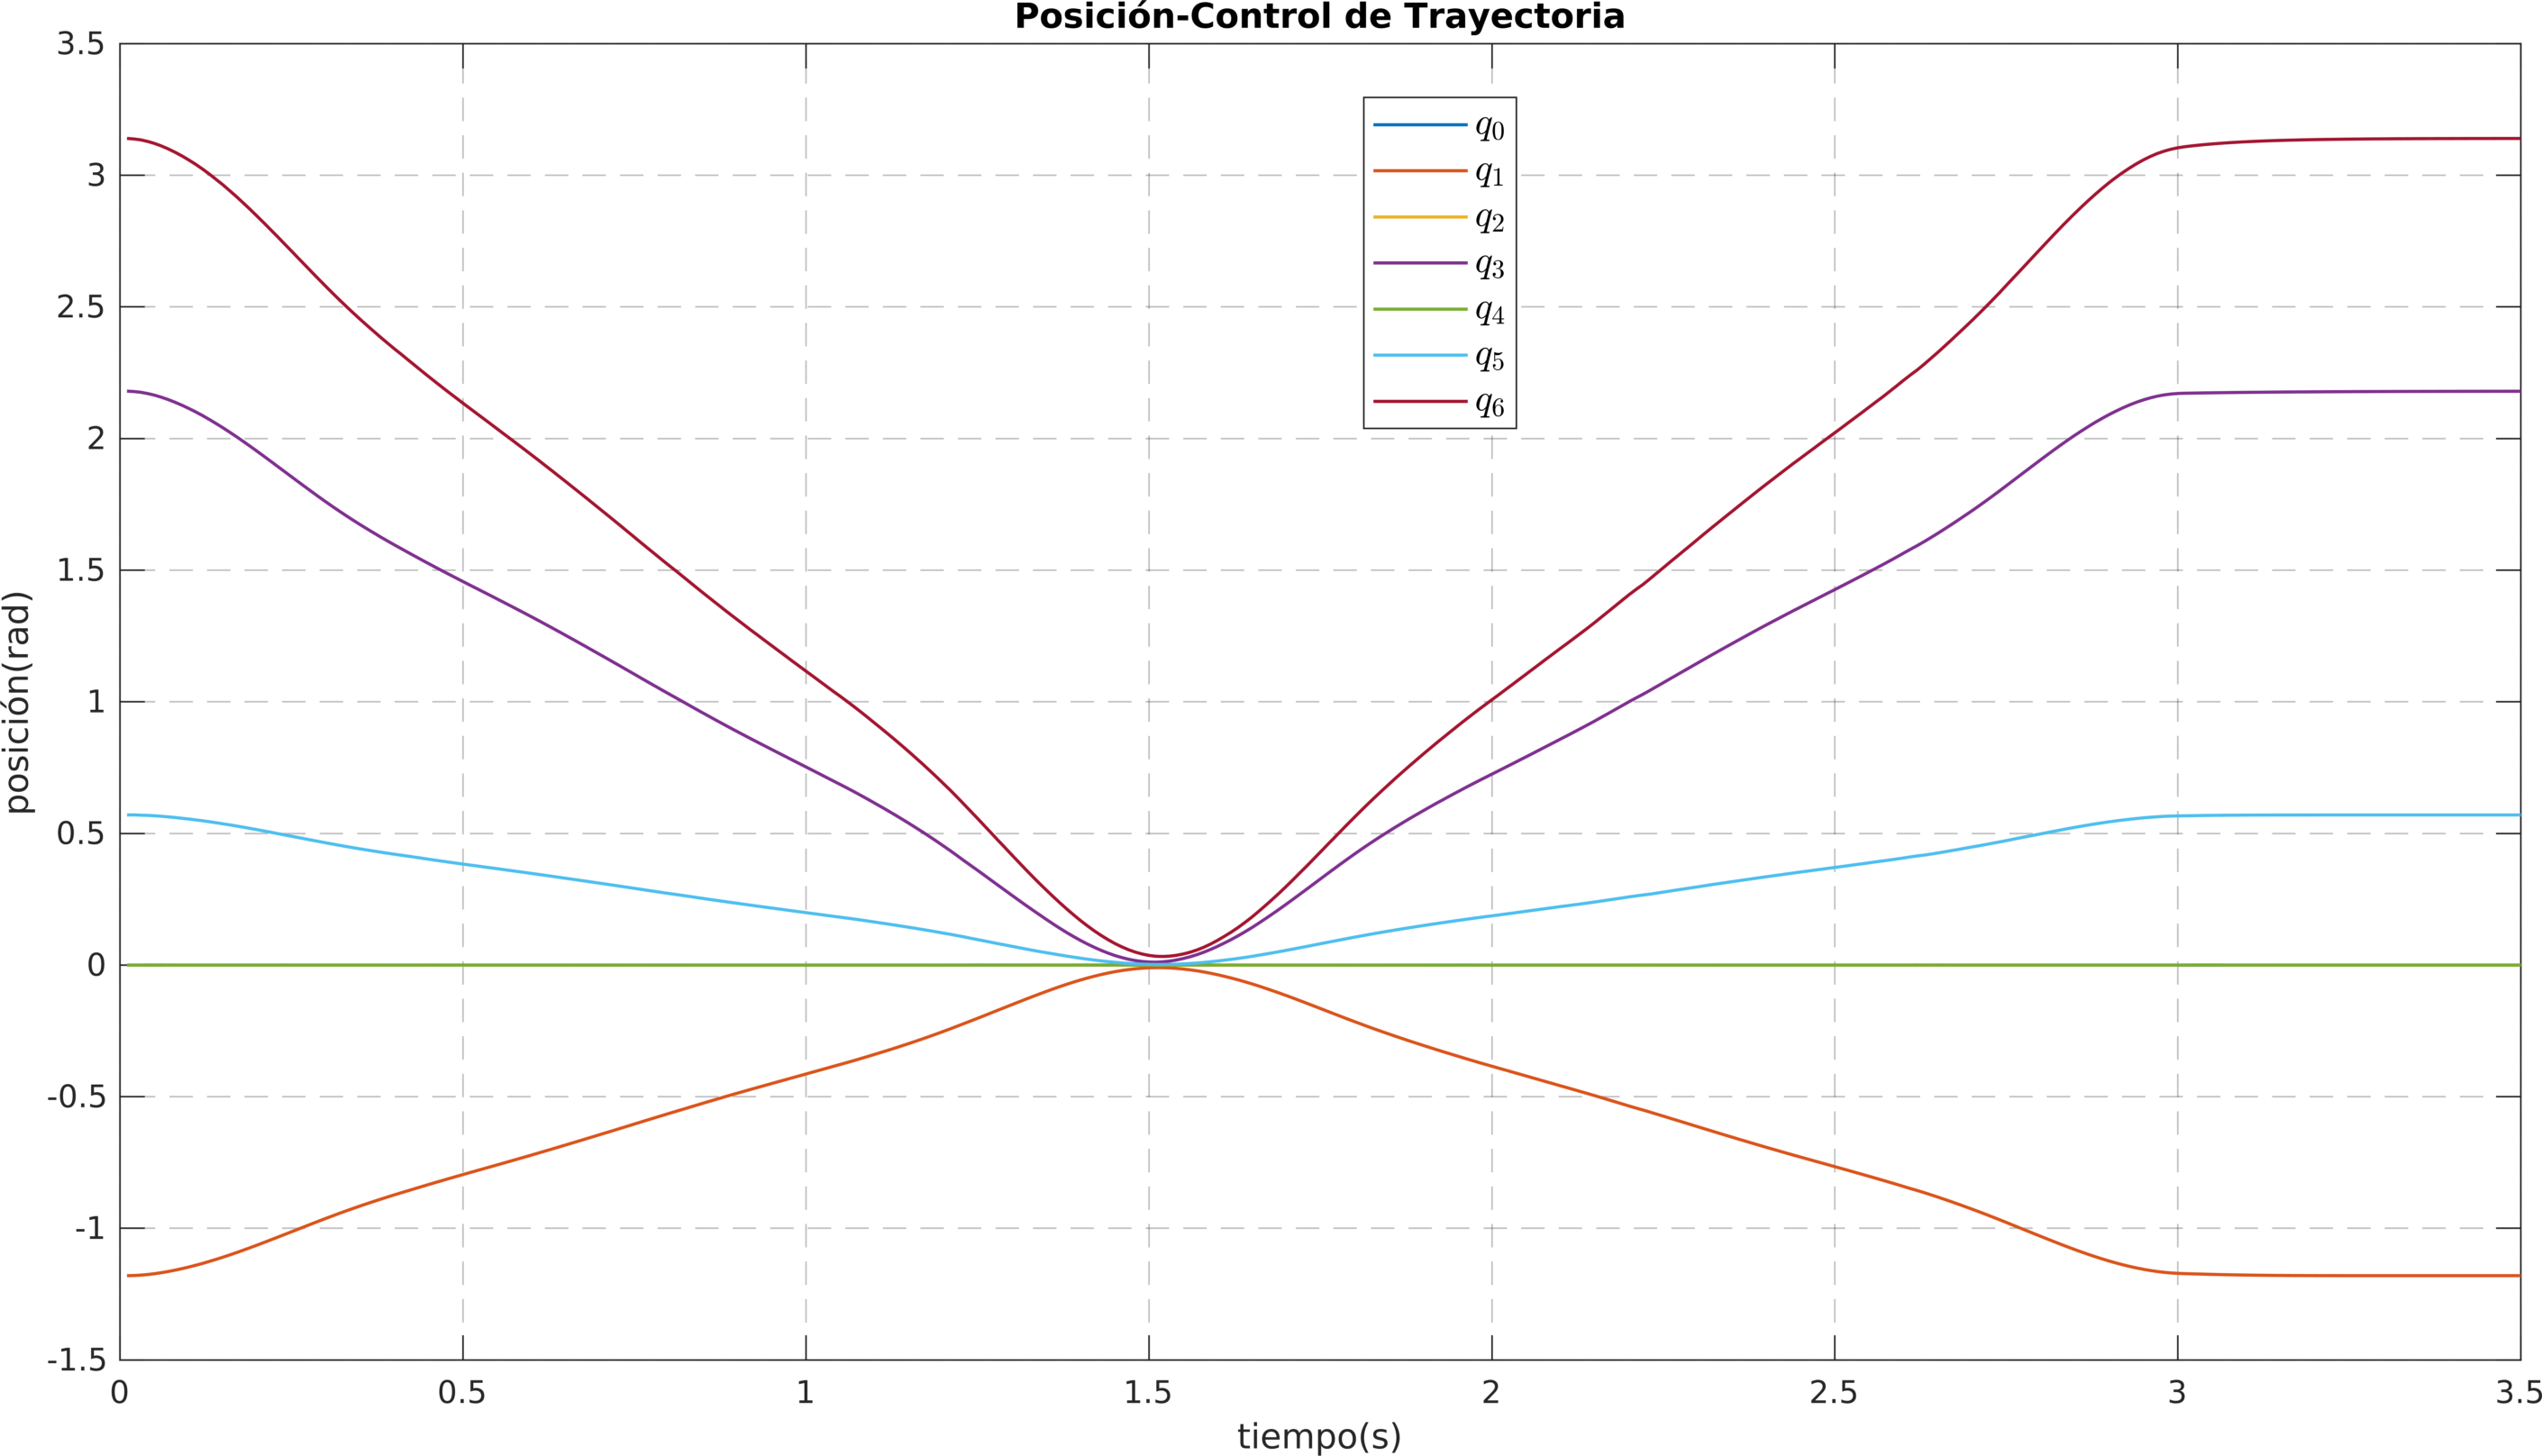 Posición-Control de Trayectoria
3.5
3
2.5
2
1.5
1
0.5
0
-0.5
-1
-1.5
posición(rad)
q0
q1
q2
q3
q4
q5
q6
0 0.5 1 1.5 2 2.5 3 3.5
tiempo(s)